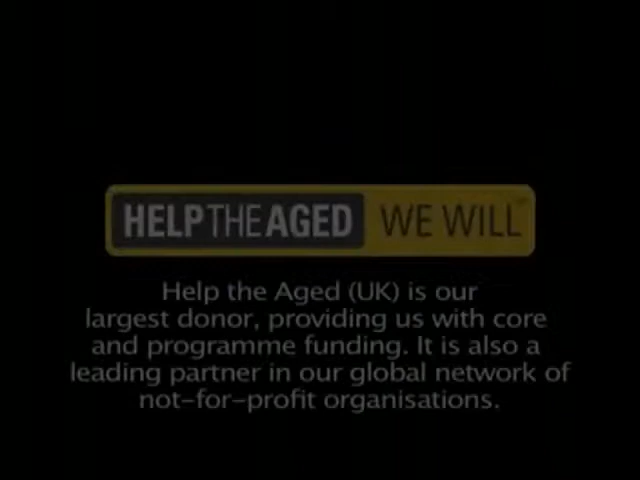 HELP THE AGED WE WILL
Help the Aged (UK) is our
largest donor, providing us with core
and programme funding. It is also a
leading partner in our global network of
not-for-profit organisations.